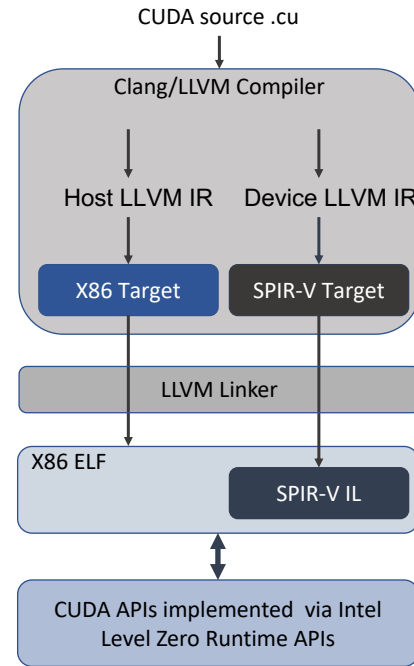 CUDA source .cu
Clang/LLVM Compiler
Host LLVM IR
Device LLVM IR
X86 Target
SPIR-V Target
LLVM Linker
X86 ELF
SPIR-V IL
CUDA APIs implemented via Intel
Level Zero Runtime APIs